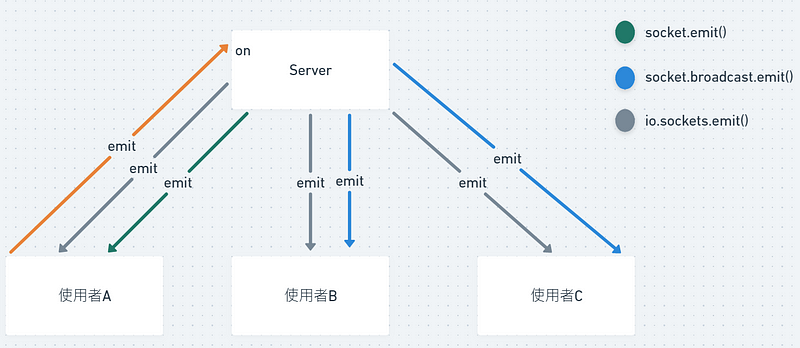 on
Server
socket.emit()
socket.broadcast.emit()
io.sockets.emit()
emit
emit
emit
emit
emit
emit
emit
使用者A
使用者B
使用者C